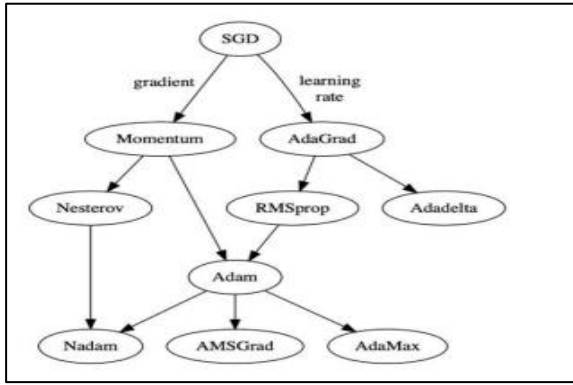 SGD
gradient
learning
rate
Momentum
AdaGrad
Nesterov
RMSprop
Adadelta
Adam
Nadam
AMSGrad
AdaMax